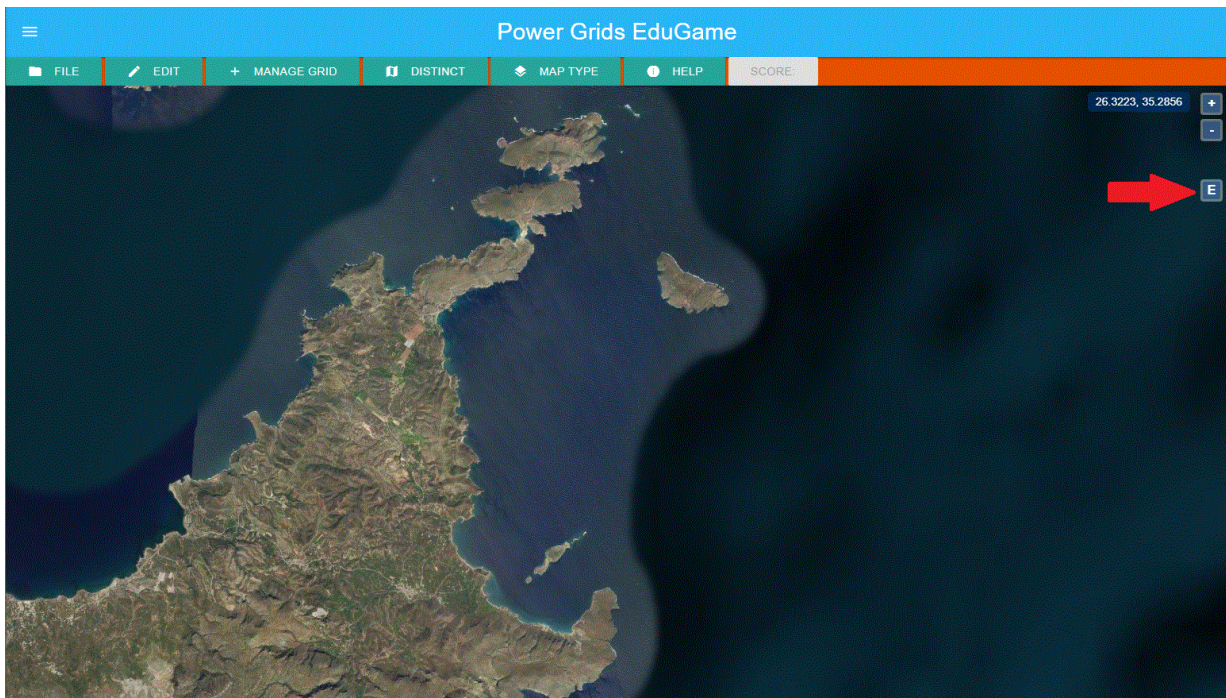 Power Grids EduGame
FILE EDIT + MANAGE GRID DISTINCT MAP TYPE HELP SCORE:
26.3223, 35.2856 +
-
E